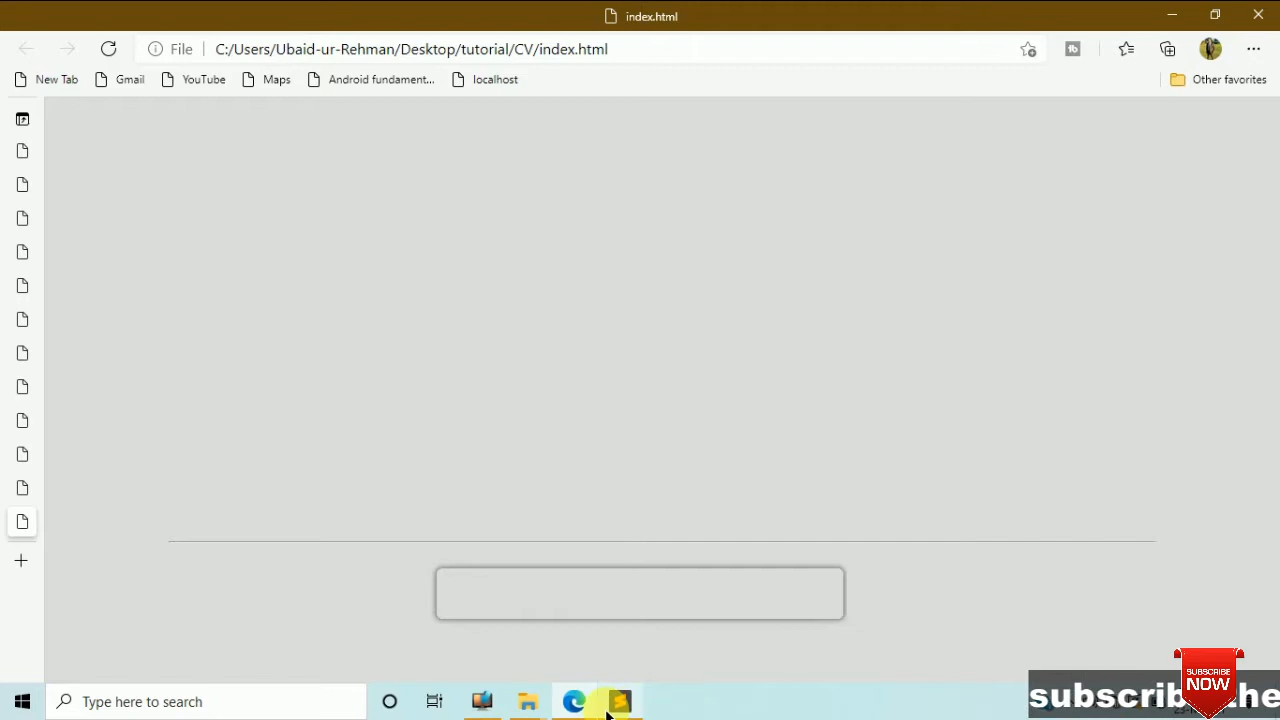 index.html
File
C:/Users/Ubaid-ur-Rehman/Desktop/tutorial/CV/index.html
New Tab
Gmail
YouTube
Maps
Android fundament...
localhost
Other favorites
Type here to search
subscrib he
SUBSCRIBE
NOW